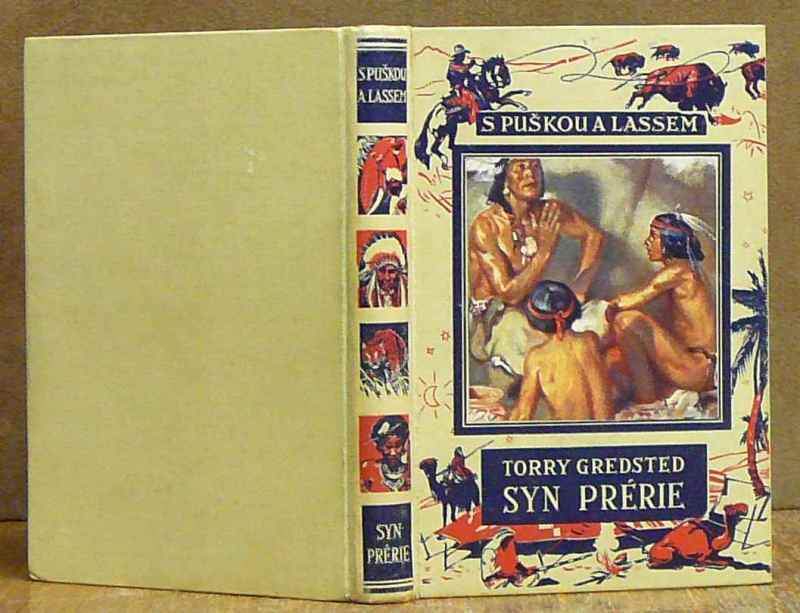 S PUŠKOU
A LASSEM
SYN
PRÉRIE
S PUŠKOU A LASSEM
TORRY GREDSTED
SYN PRÉRIE